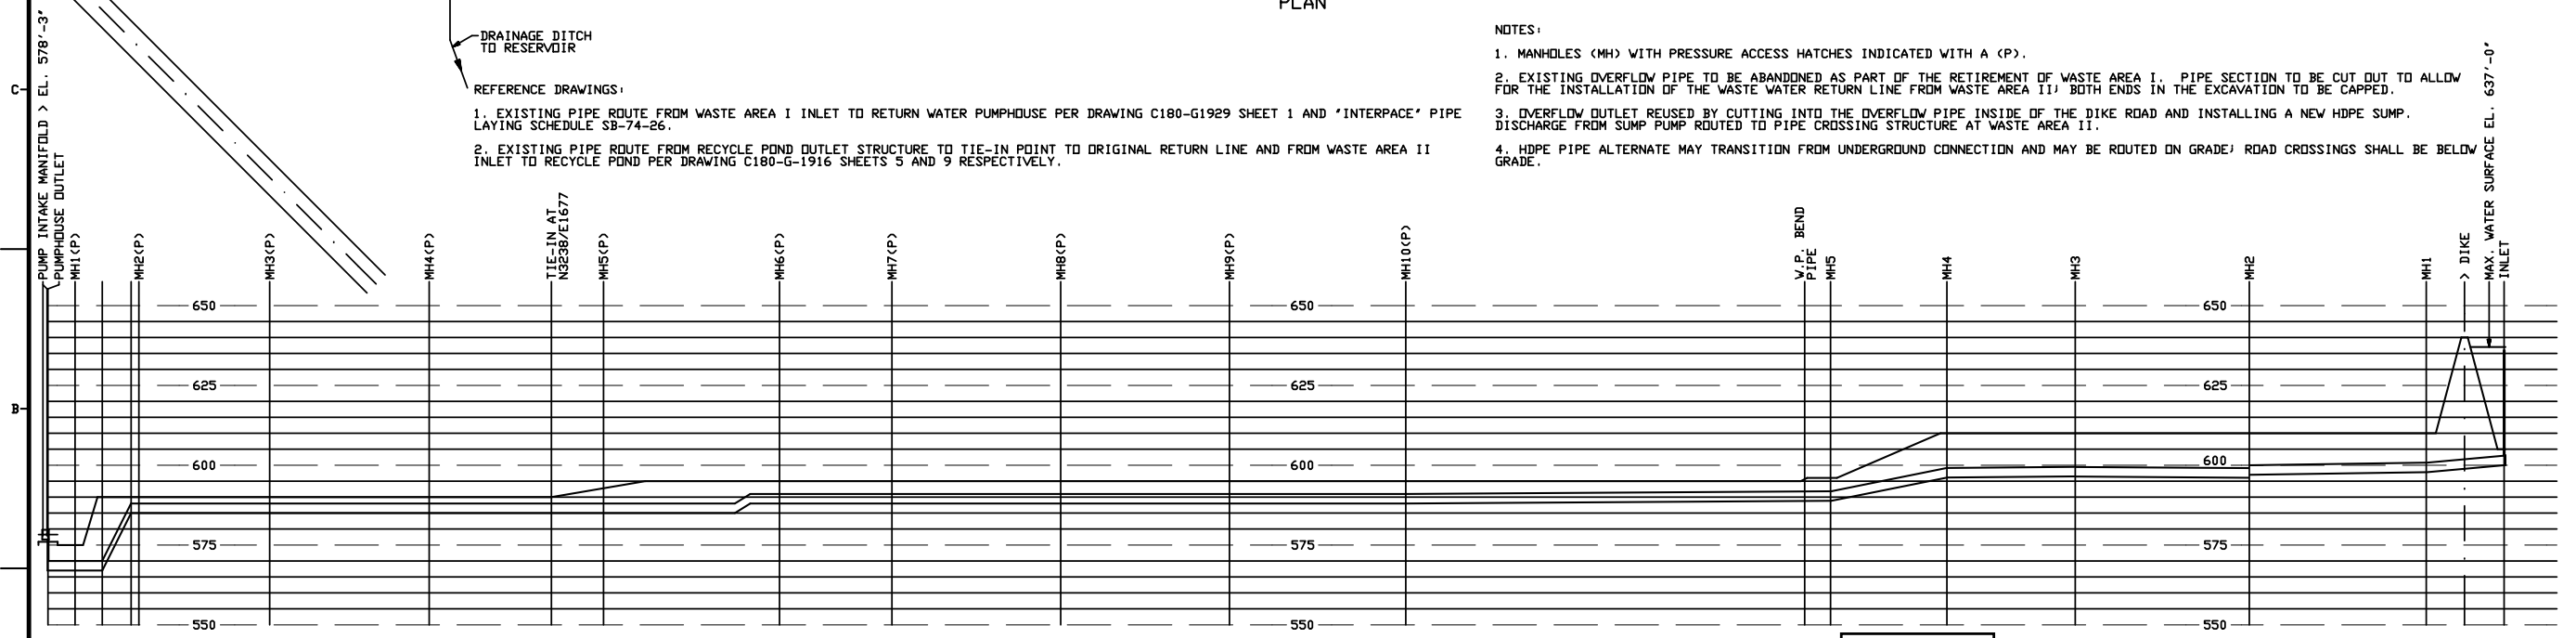 PLAN
DRAINAGE DITCH
TO RESERVOIR
REFERENCE DRAWINGS:
1. EXISTING PIPE ROUTE FROM WASTE AREA I INLET TO RETURN WATER PUMPHOUSE PER DRAWING C180-G1929 SHEET 1 AND "INTERPACE" PIPE
LAYING SCHEDULE SB-74-26.
2. EXISTING PIPE ROUTE FROM RECYCLE POND OUTLET STRUCTURE TO TIE-IN POINT TO ORIGINAL RETURN LINE AND FROM WASTE AREA II
INLET TO RECYCLE POND PER DRAWING C180-G-1916 SHEETS 5 AND 9 RESPECTIVELY.
NOTES:
1. MANHOLES (MH) WITH PRESSURE ACCESS HATCHES INDICATED WITH A (P).
2. EXISTING OVERFLOW PIPE TO BE ABANDONED AS PART OF THE RETIREMENT OF WASTE AREA I. PIPE SECTION TO BE CUT OUT TO ALLOW
FOR THE INSTALLATION OF THE WASTE WATER RETURN LINE FROM WASTE AREA II; BOTH ENDS IN THE EXCAVATION TO BE CAPPED.
3. OVERFLOW OUTLET REUSED BY CUTTING INTO THE OVERFLOW PIPE INSIDE OF THE DIKE ROAD AND INSTALLING A NEW HDPE SUMP.
DISCHARGE FROM SUMP PUMP ROUTED TO PIPE CROSSING STRUCTURE AT WASTE AREA II.
4. HDPE PIPE ALTERNATE MAY TRANSITION FROM UNDERGROUND CONNECTION AND MAY BE ROUTED ON GRADE; ROAD CROSSINGS SHALL BE BELOW
GRADE.
C
B
PUMP INTAKE MANIFOLD > EL. 578'-3"
PUMPHOUSE OUTLET
MH1(P)
MH2(P)
MH3(P)
MH4(P)
TIE-IN AT
N3238/E1677
MH5(P)
MH6(P)
MH7(P)
MH8(P)
MH9(P)
MH10(P)
W.P. BEND
PIPE
MH5
MH4
MH3
MH2
MH1
> DIKE
MAX. WATER SURFACE EL. 637'-0"
INLET
650 650 650
625 625 625
600 600 600
575 575 575
550 550 550